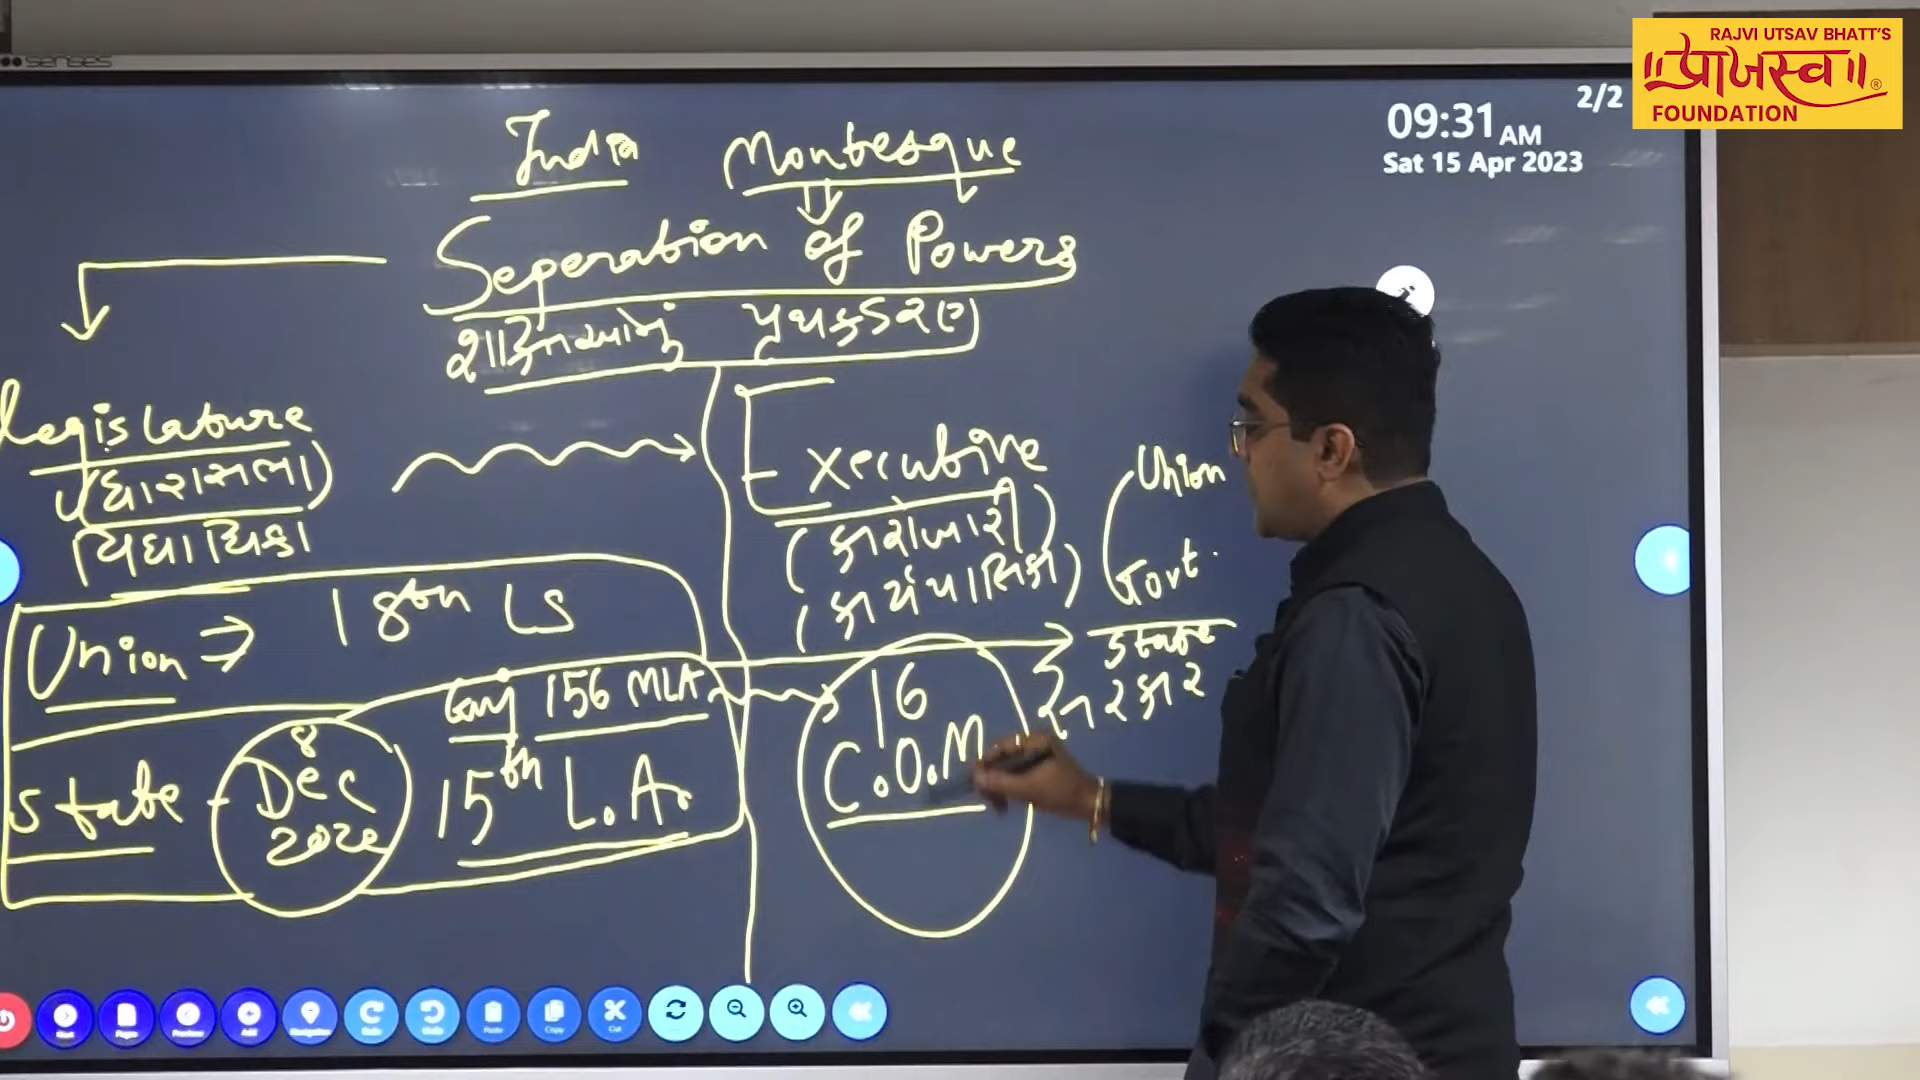 RAJVI UTSAV BHATT'S
॥प्राजस्व॥
FOUNDATION
2/2
09:31 AM
Sat 15 Apr 2023
senses
India Montesque
Seperation of Powers
પૃથક્કરણ
Legislature
(ધારાસભા)
વિધાયિકા
Executive
(કારોબારી)
(કાર્યપાલિકા)
Union
Govt.
state
સરકાર
Union ⇒ 18th LS
Guj 156 MLA
State - 8 Dec 2022 15th L.A.
16
C.O.M